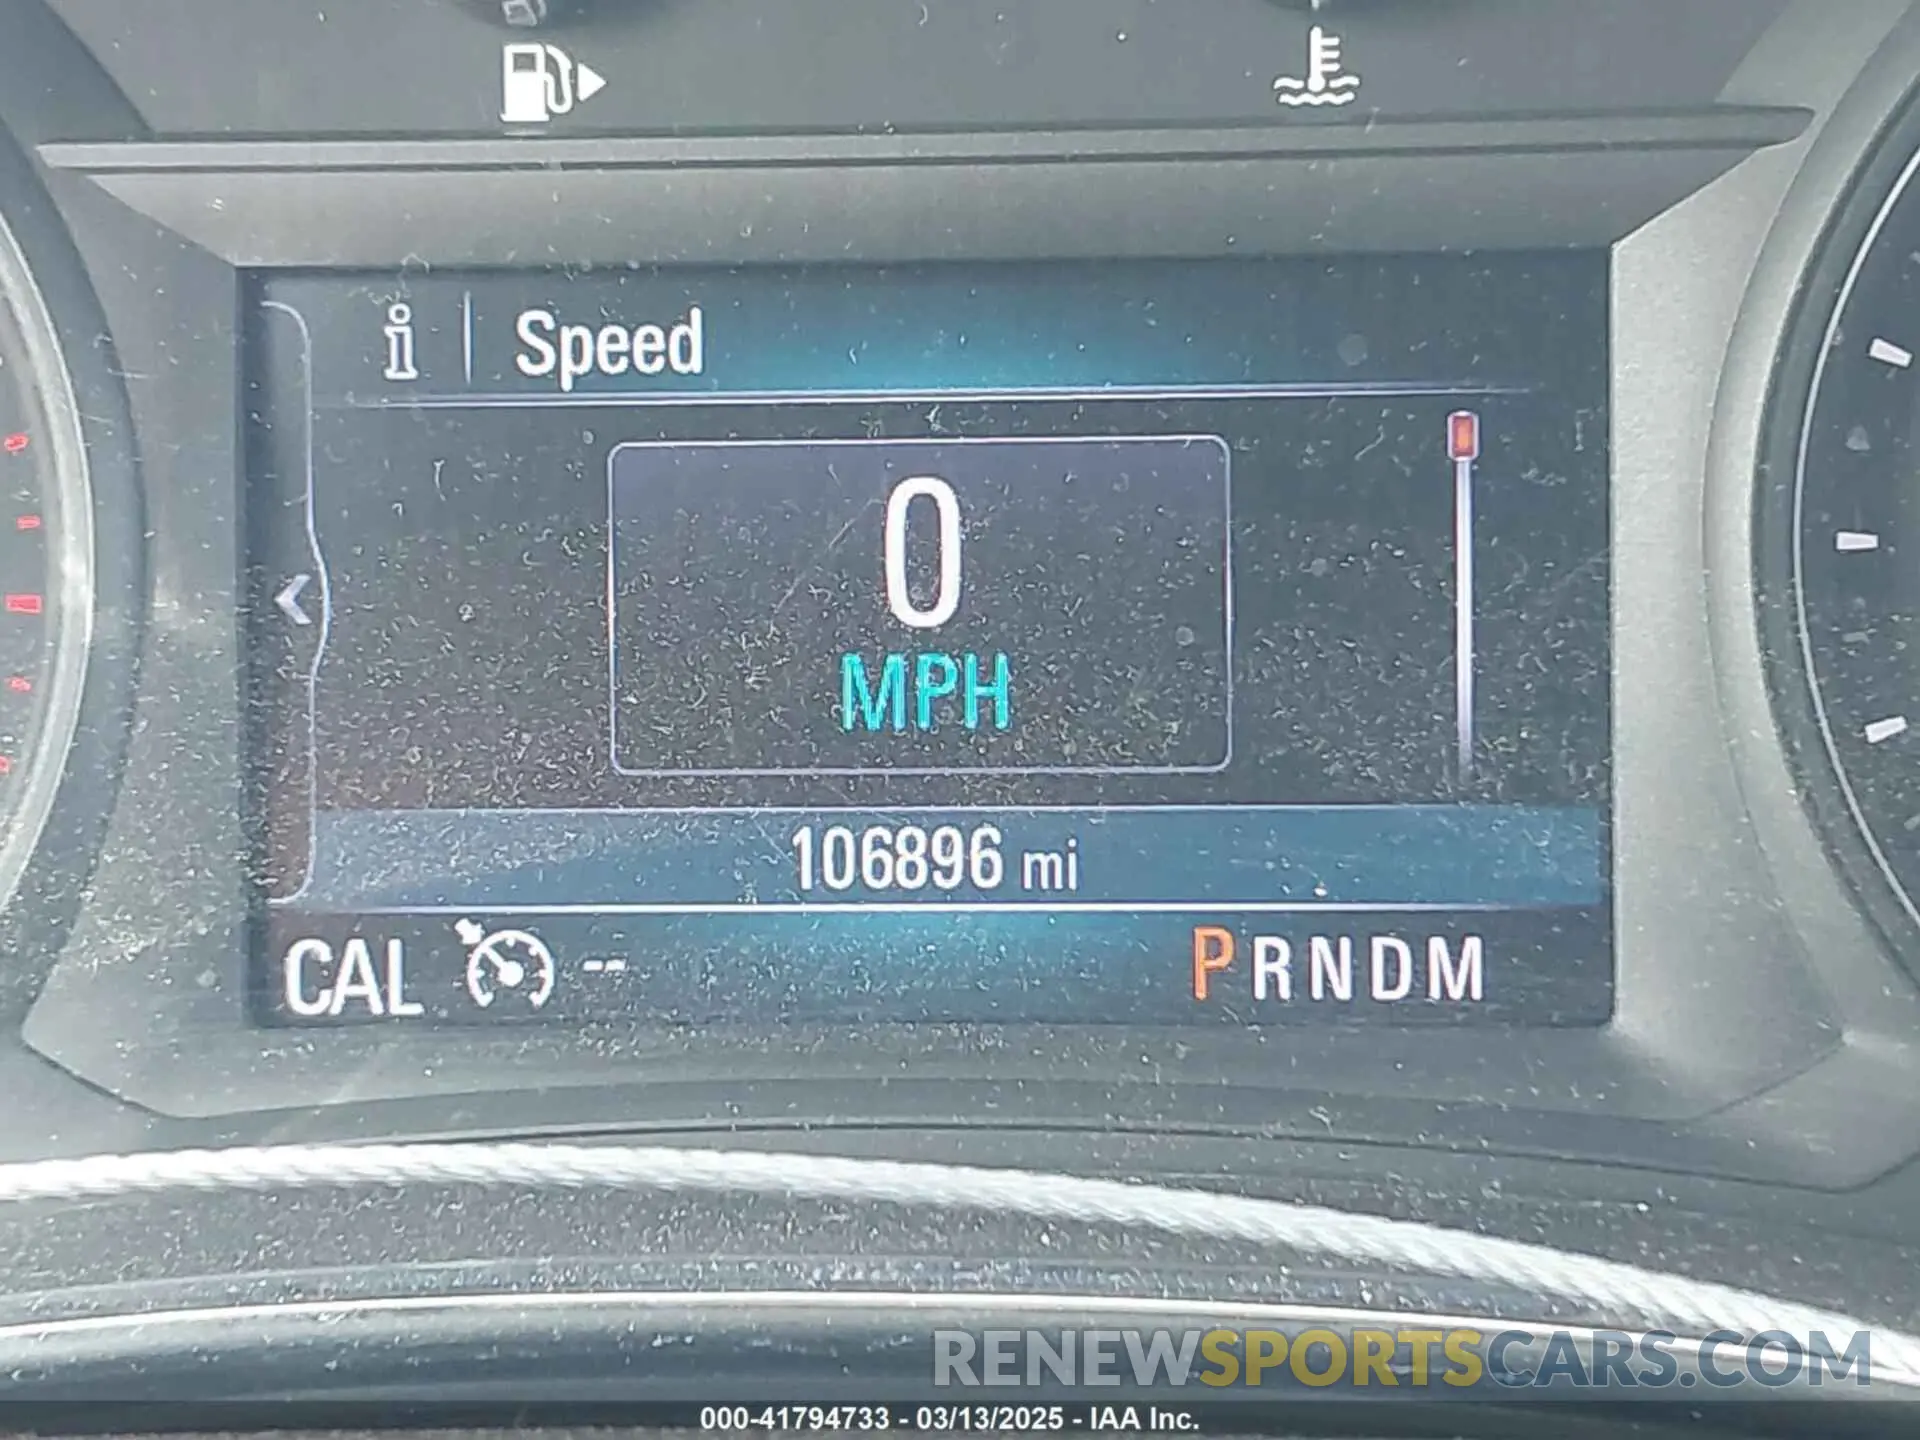 i | Speed
0
MPH
106896 mi
CAL -- PRNDM
RENEWSPORTSCARS.COM
000-41794733 - 03/13/2025 - IAA Inc.